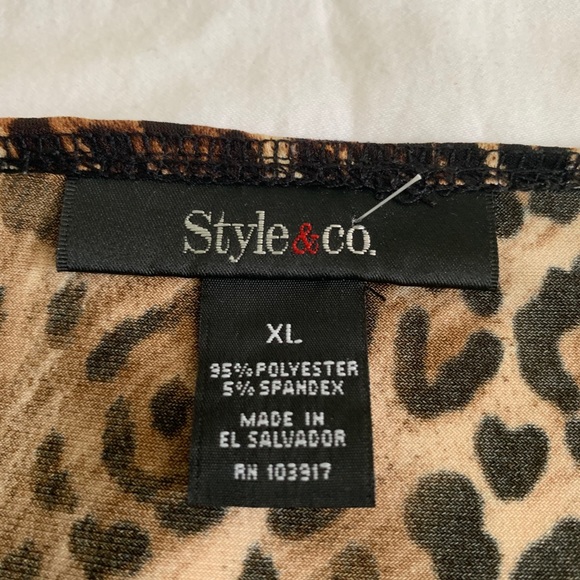 Style&co.
XL
95% POLYESTER
5% SPANDEX
MADE IN
EL SALVADOR
RN 103917